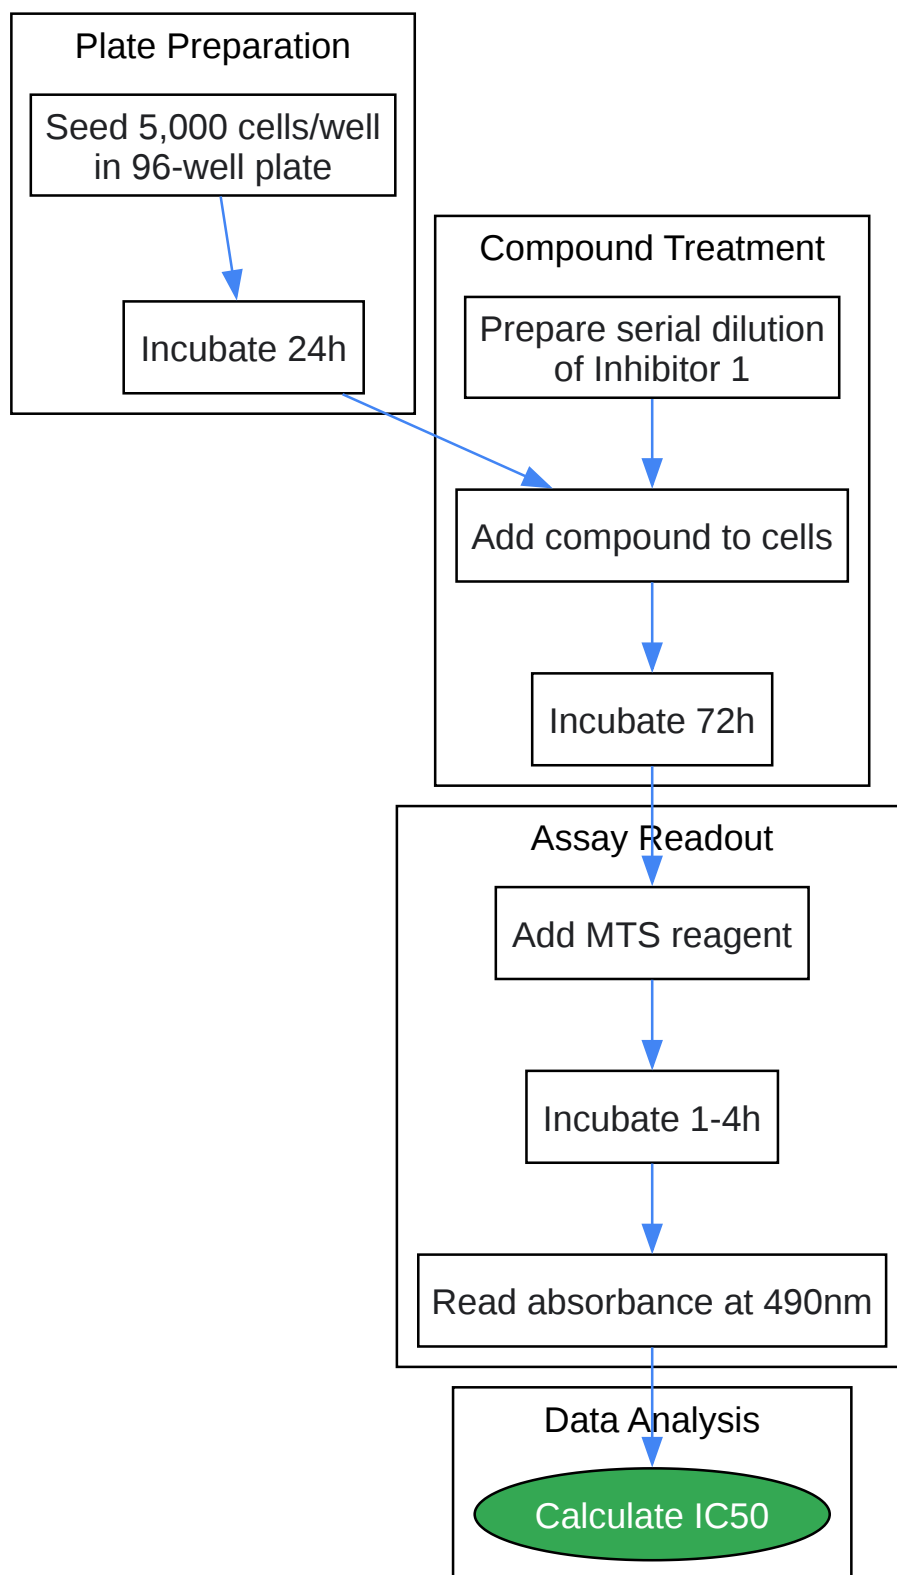 Plate Preparation
Seed 5,000 cells/well
in 96-well plate
Incubate 24h
Compound Treatment
Prepare serial dilution
of Inhibitor 1
Add compound to cells
Incubate 72h
Assay Readout
Add MTS reagent
Incubate 1-4h
Read absorbance at 490nm
Data Analysis
Calculate IC50